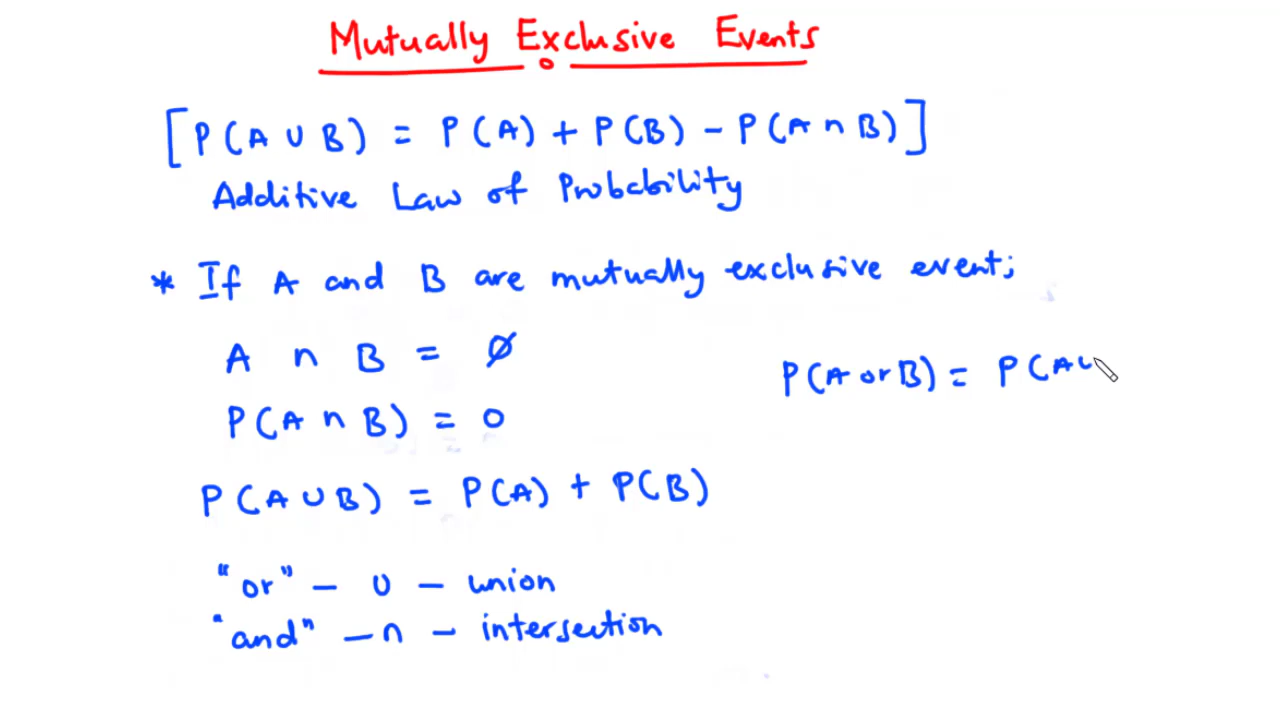 Mutually Exclusive Events
[P(A ∪ B) = P(A) + P(B) - P(A ∩ B)]
Additive Law of Probability
* If A and B are mutually exclusive event;
A ∩ B = ∅
P(A or B) = P(A ∪
P(A ∩ B) = 0
P(A ∪ B) = P(A) + P(B)
"or" - ∪ - union
"and" - ∩ - intersection